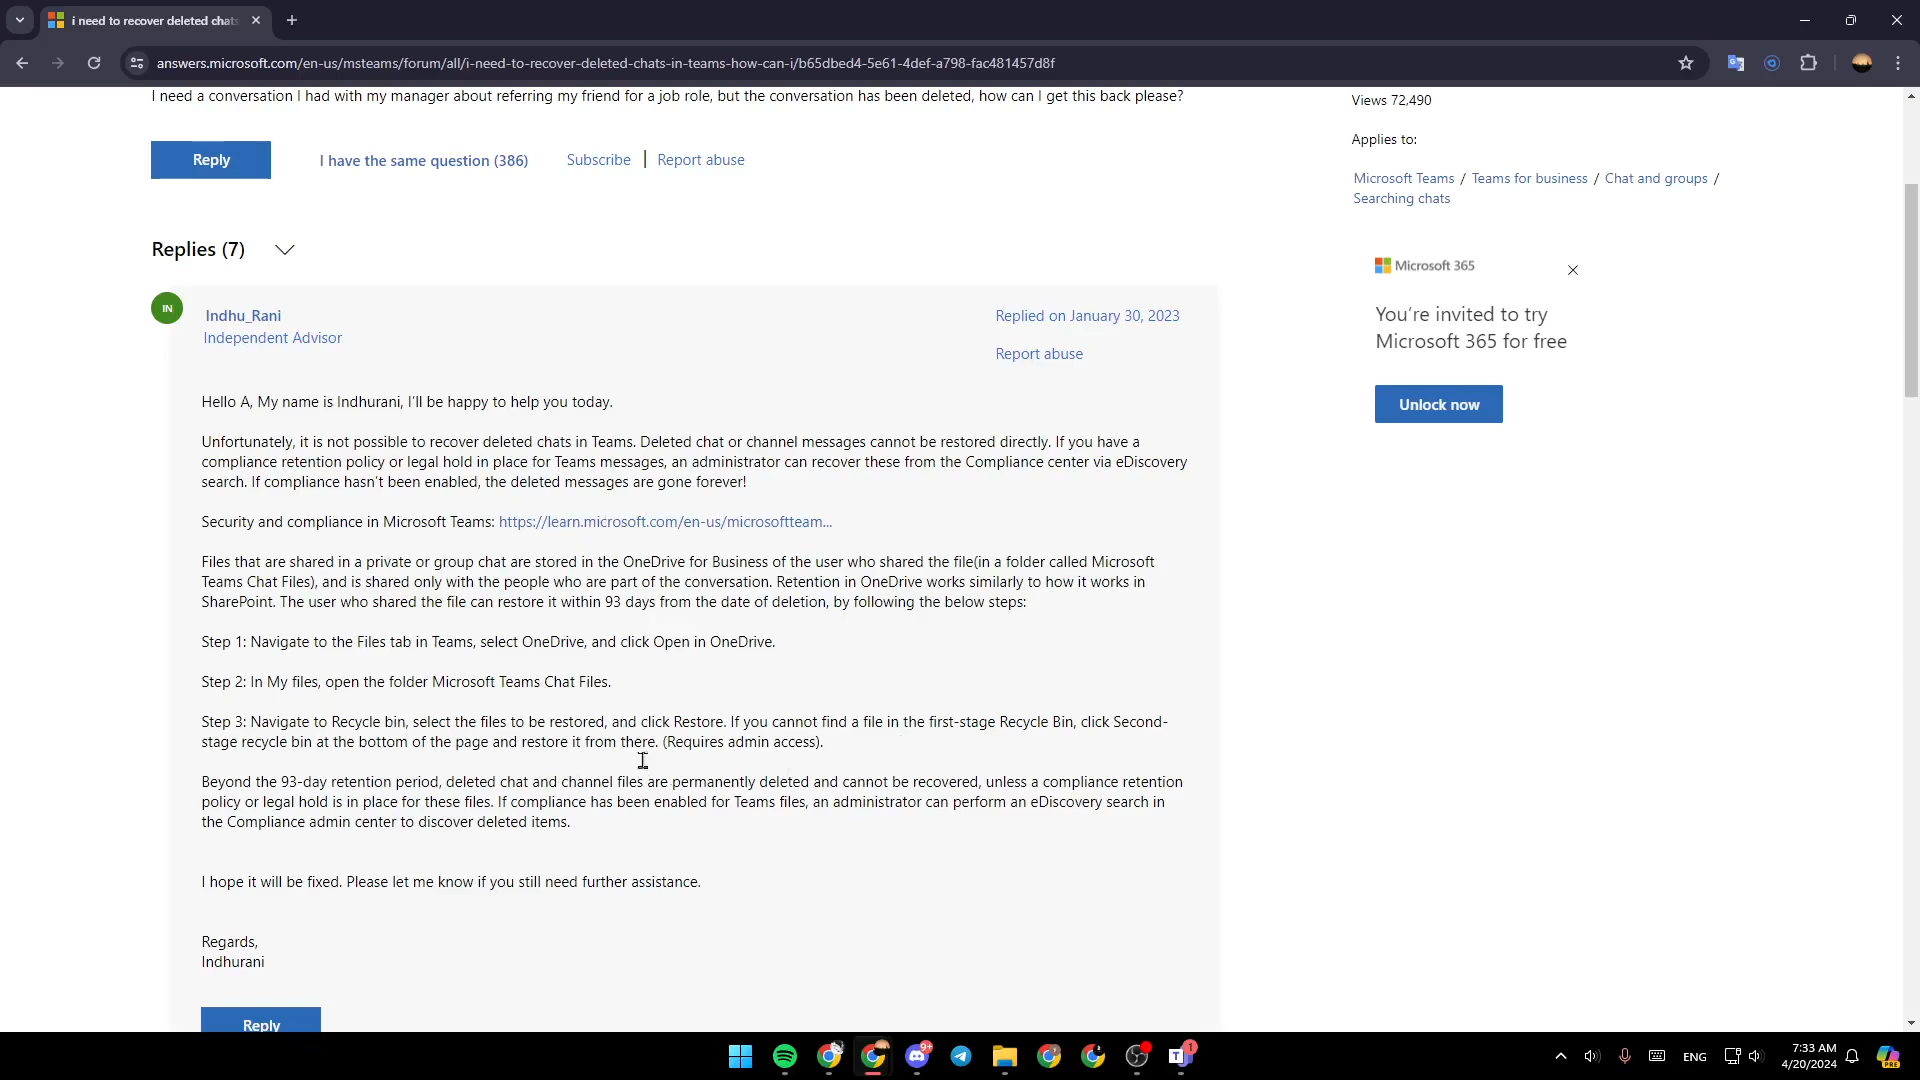 i need to recover deleted chats
answers.microsoft.com/en-us/msteams/forum/all/i-need-to-recover-deleted-chats-in-teams-how-can-i/b65dbed4-5e61-4def-a798-fac481457d8f
I need a conversation I had with my manager about referring my friend for a job role, but the conversation has been deleted, how can I get this back please?
Reply
I have the same question (386)
Subscribe | Report abuse
Views 72,490
Applies to:
Microsoft Teams / Teams for business / Chat and groups /
Searching chats
Microsoft 365
You're invited to try
Microsoft 365 for free
Unlock now
Replies (7)
IN
Indhu_Rani
Independent Advisor
Replied on January 30, 2023
Report abuse
Hello A, My name is Indhurani, I'll be happy to help you today.
Unfortunately, it is not possible to recover deleted chats in Teams. Deleted chat or channel messages cannot be restored directly. If you have a
compliance retention policy or legal hold in place for Teams messages, an administrator can recover these from the Compliance center via eDiscovery
search. If compliance hasn't been enabled, the deleted messages are gone forever!
Security and compliance in Microsoft Teams: https://learn.microsoft.com/en-us/microsoftteam...
Files that are shared in a private or group chat are stored in the OneDrive for Business of the user who shared the file(in a folder called Microsoft
Teams Chat Files), and is shared only with the people who are part of the conversation. Retention in OneDrive works similarly to how it works in
SharePoint. The user who shared the file can restore it within 93 days from the date of deletion, by following the below steps:
Step 1: Navigate to the Files tab in Teams, select OneDrive, and click Open in OneDrive.
Step 2: In My files, open the folder Microsoft Teams Chat Files.
Step 3: Navigate to Recycle bin, select the files to be restored, and click Restore. If you cannot find a file in the first-stage Recycle Bin, click Second-
stage recycle bin at the bottom of the page and restore it from there. (Requires admin access).
Beyond the 93-day retention period, deleted chat and channel files are permanently deleted and cannot be recovered, unless a compliance retention
policy or legal hold is in place for these files. If compliance has been enabled for Teams files, an administrator can perform an eDiscovery search in
the Compliance admin center to discover deleted items.
I hope it will be fixed. Please let me know if you still need further assistance.
Regards,
Indhurani
Reply
9+
T
1
ENG
7:33 AM
4/20/2024
PRE